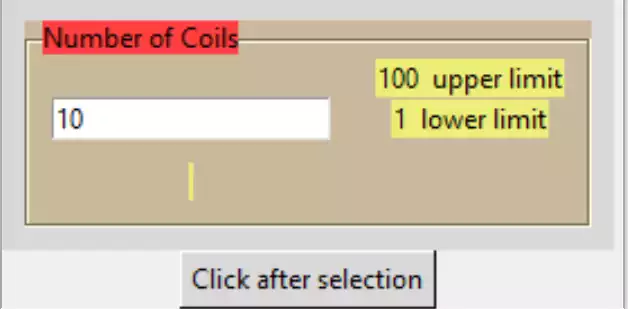 Number of Coils
100 upper limit
10
1 lower limit
Click after selection